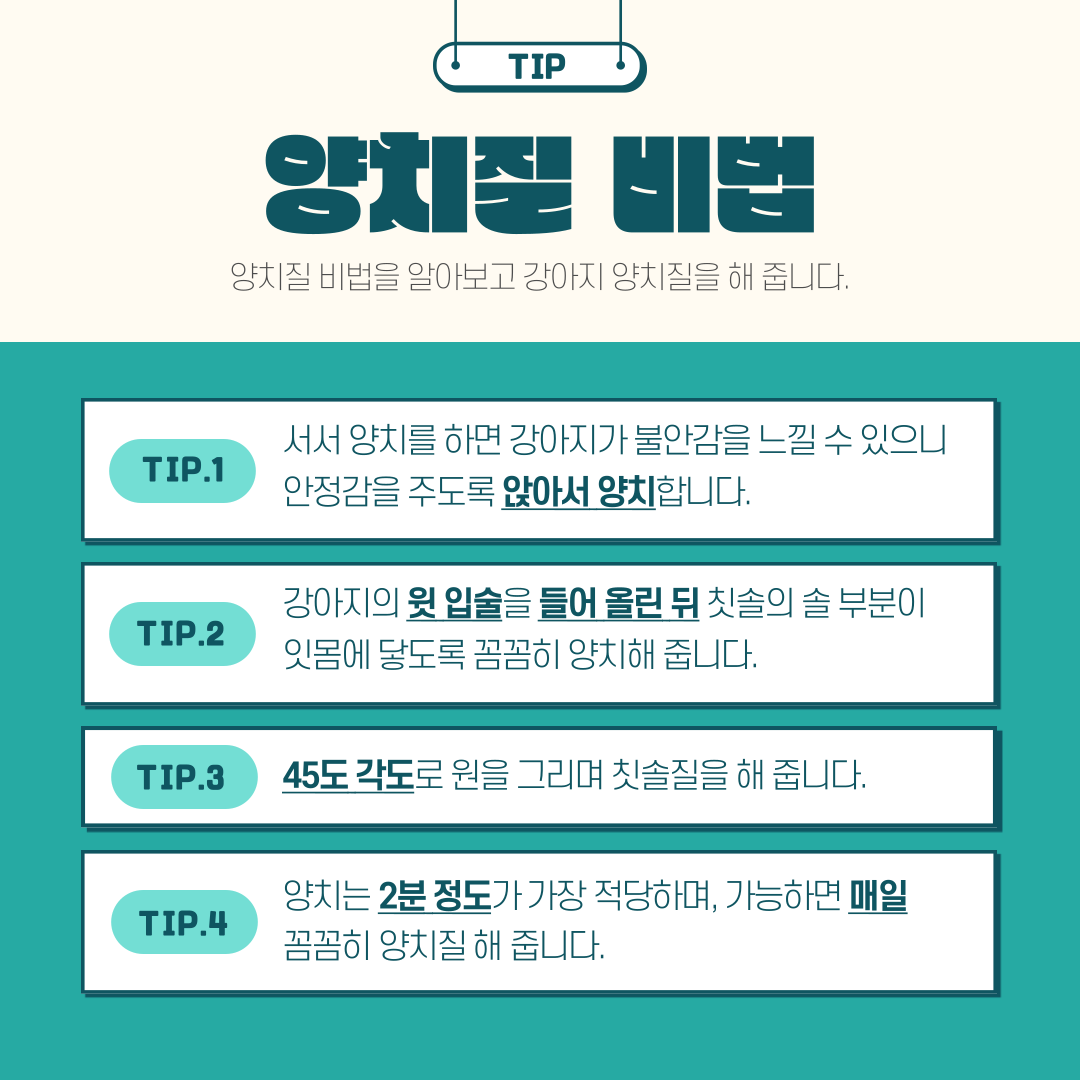 TIP
양치질 비법
양치질 비법을 알아보고 강아지 양치질을 해 줍니다.
TIP.1
서서 양치를 하면 강아지가 불안감을 느낄 수 있으니
안정감을 주도록 앉아서 양치합니다.
TIP.2
강아지의 윗 입술을 들어 올린 뒤 칫솔의 솔 부분이
잇몸에 닿도록 꼼꼼히 양치해 줍니다.
TIP.3
45도 각도로 원을 그리며 칫솔질을 해 줍니다.
TIP.4
양치는 2분 정도가 가장 적당하며, 가능하면 매일
꼼꼼히 양치질 해 줍니다.